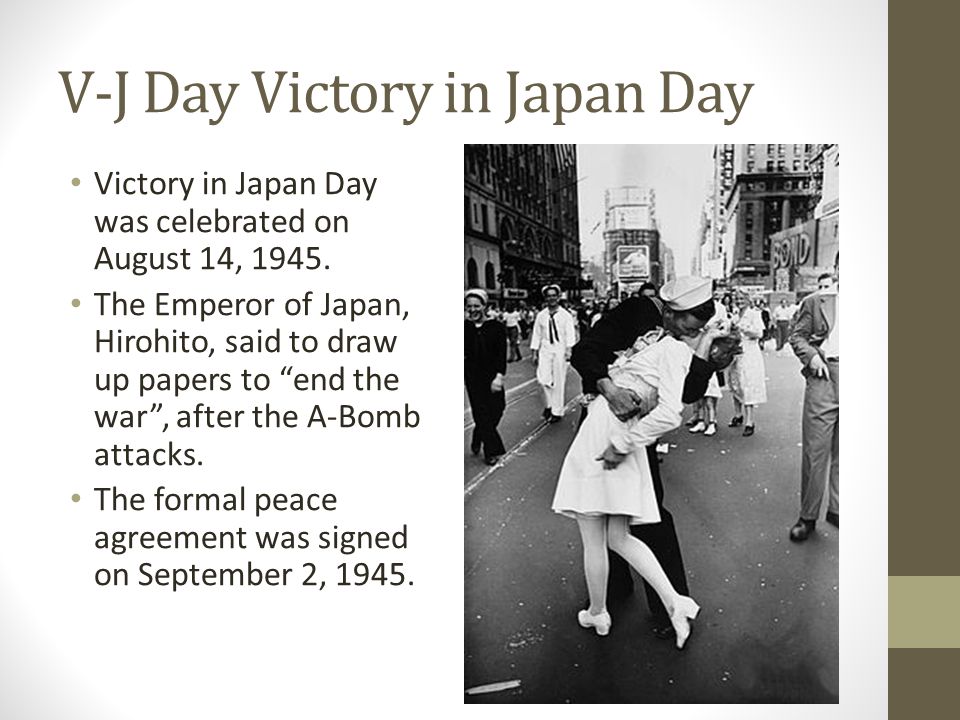 V-J Day Victory in Japan Day
• Victory in Japan Day
was celebrated on
August 14, 1945.
• The Emperor of Japan,
Hirohito, said to draw
up papers to “end the
war”, after the A-Bomb
attacks.
• The formal peace
agreement was signed
on September 2, 1945.
BOND